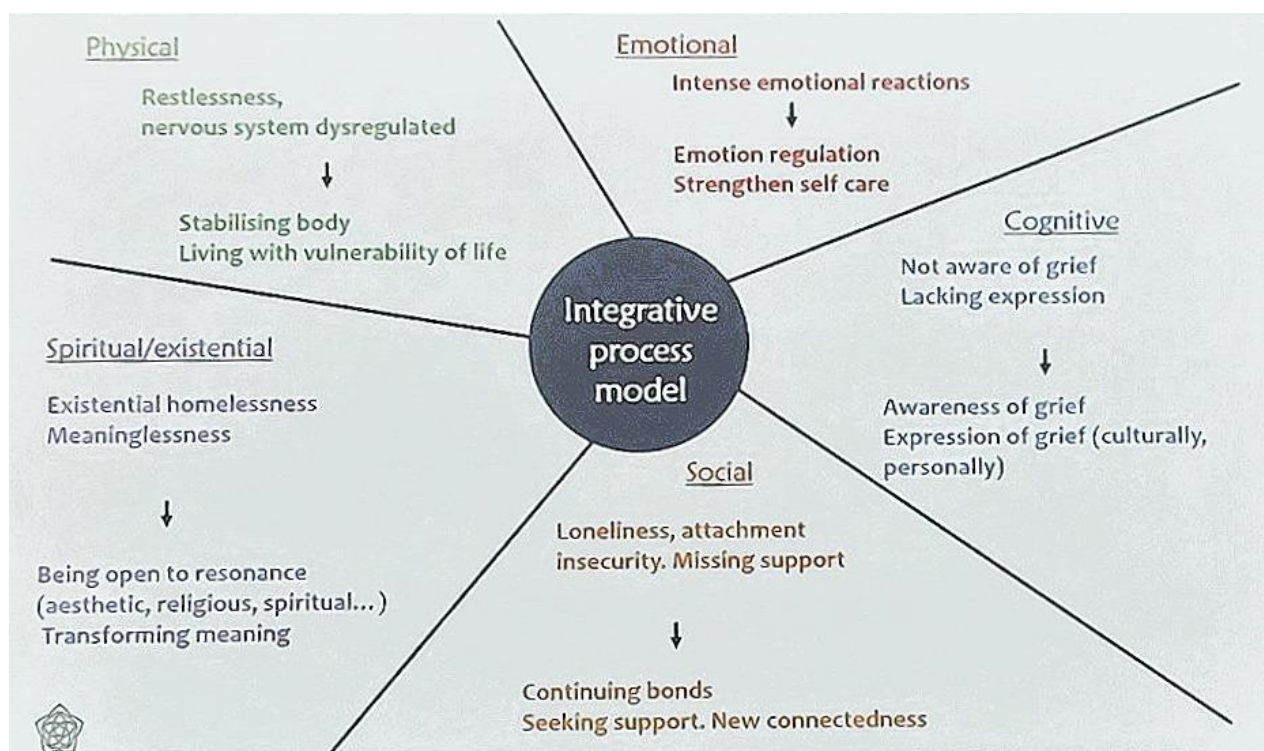 Physical
Restlessness,
nervous system dysregulated
↓
Stabilising body
Living with vulnerability of life
Emotional
Intense emotional reactions
↓
Emotion regulation
Strengthen self care
Cognitive
Not aware of grief
Lacking expression
↓
Awareness of grief
Expression of grief (culturally,
personally)
Integrative
process
model
Spiritual/existential
Existential homelessness
Meaninglessness
↓
Being open to resonance
(aesthetic, religious, spiritual...)
Transforming meaning
Social
Loneliness, attachment
insecurity. Missing support
↓
Continuing bonds
Seeking support. New connectedness